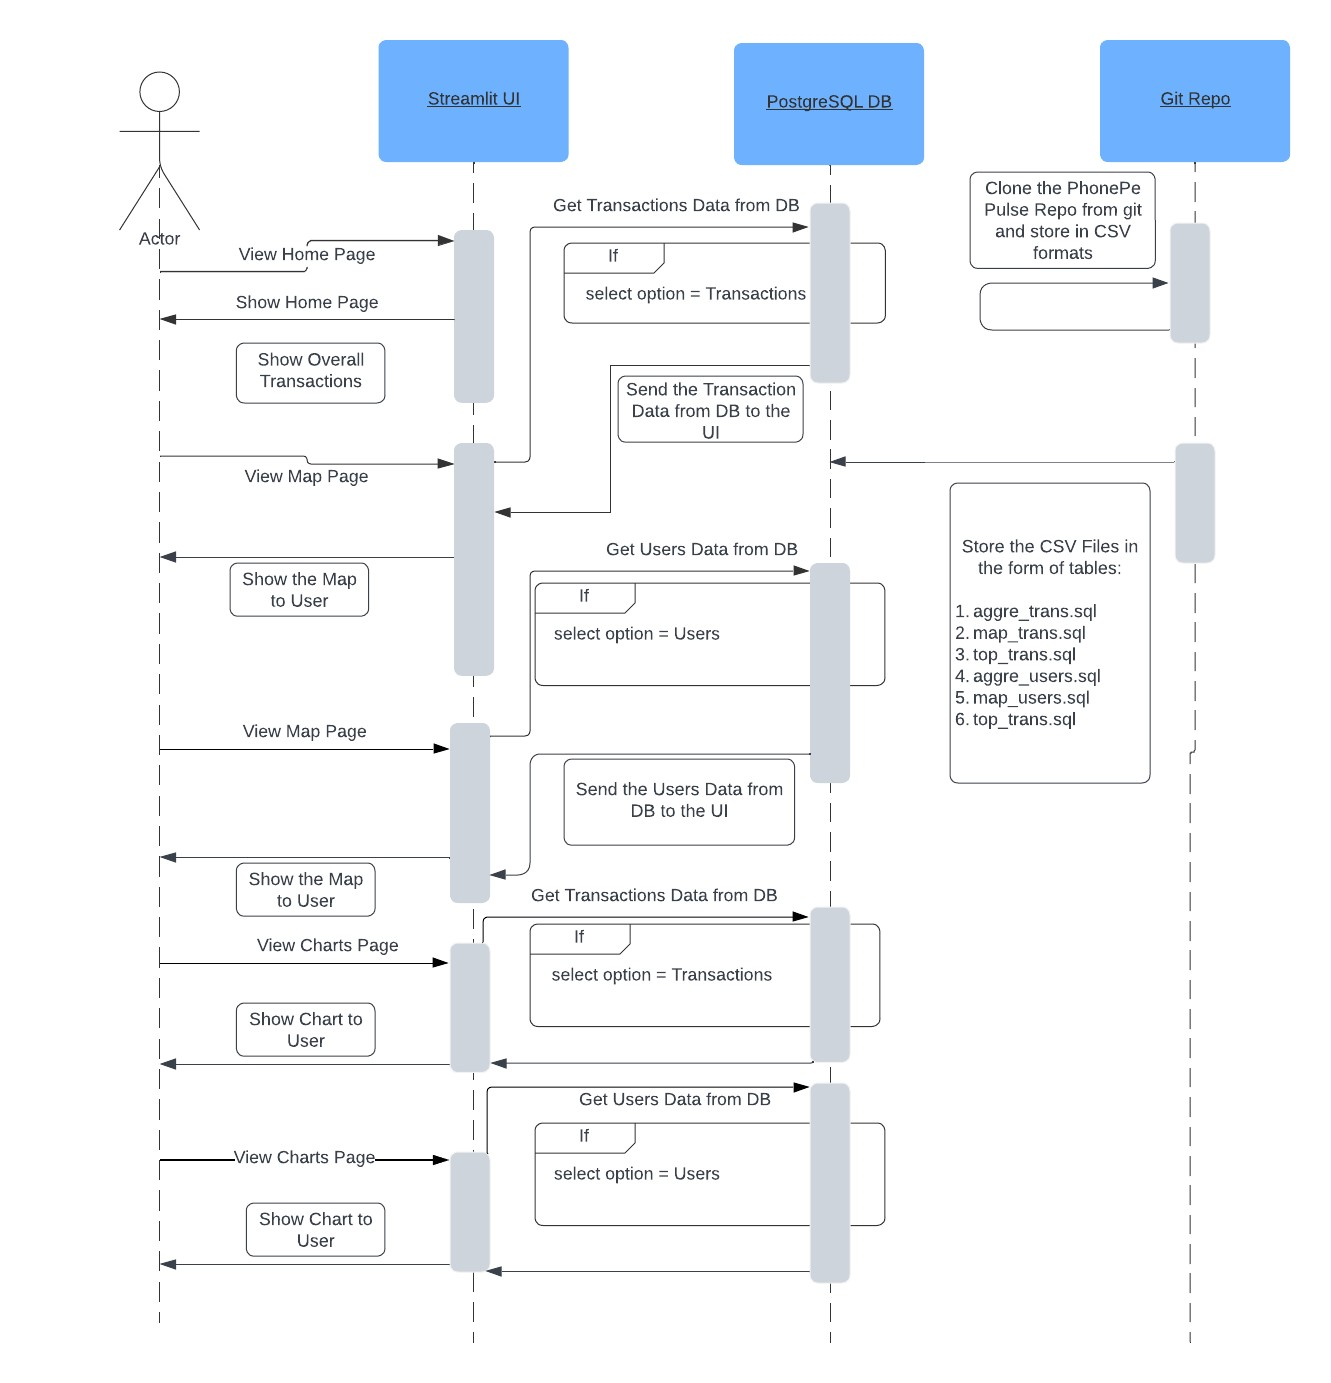 Streamlit UI
PostgreSQL DB
Git Repo
Actor
Clone the PhonePe
Pulse Repo from git
and store in CSV
formats
Get Transactions Data from DB
View Home Page
If
select option = Transactions
Show Home Page
Show Overall
Transactions
Send the Transaction
Data from DB to the
UI
View Map Page
Get Users Data from DB
Show the Map
to User
If
select option = Users
Store the CSV Files in
the form of tables:
1. aggre_trans.sql
2. map_trans.sql
3. top_trans.sql
4. aggre_users.sql
5. map_users.sql
6. top_trans.sql
View Map Page
Send the Users Data from
DB to the UI
Show the Map
to User
Get Transactions Data from DB
View Charts Page
If
select option = Transactions
Show Chart to
User
Get Users Data from DB
If
View Charts Page
select option = Users
Show Chart to
User